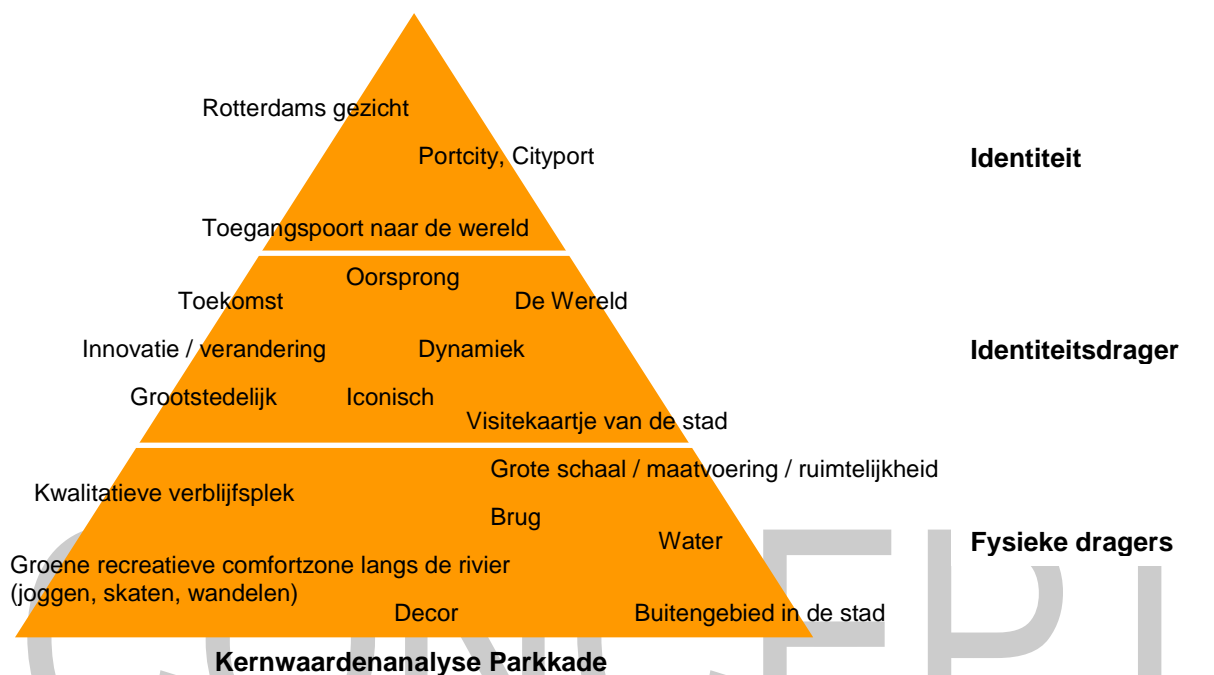 Rotterdams gezicht
Portcity, Cityport
Identiteit
Toegangspoort naar de wereld
Oorsprong
Toekomst
De Wereld
Innovatie / verandering
Dynamiek
Identiteitsdrager
Grootstedelijk
Iconisch
Visitekaartje van de stad
Grote schaal / maatvoering / ruimtelijkheid
Kwalitatieve verblijfsplek
Brug
Water
Fysieke dragers
Groene recreatieve comfortzone langs de rivier
(joggen, skaten, wandelen)
Decor
Buitengebied in de stad
Kernwaardenanalyse Parkkade
CONCEPT